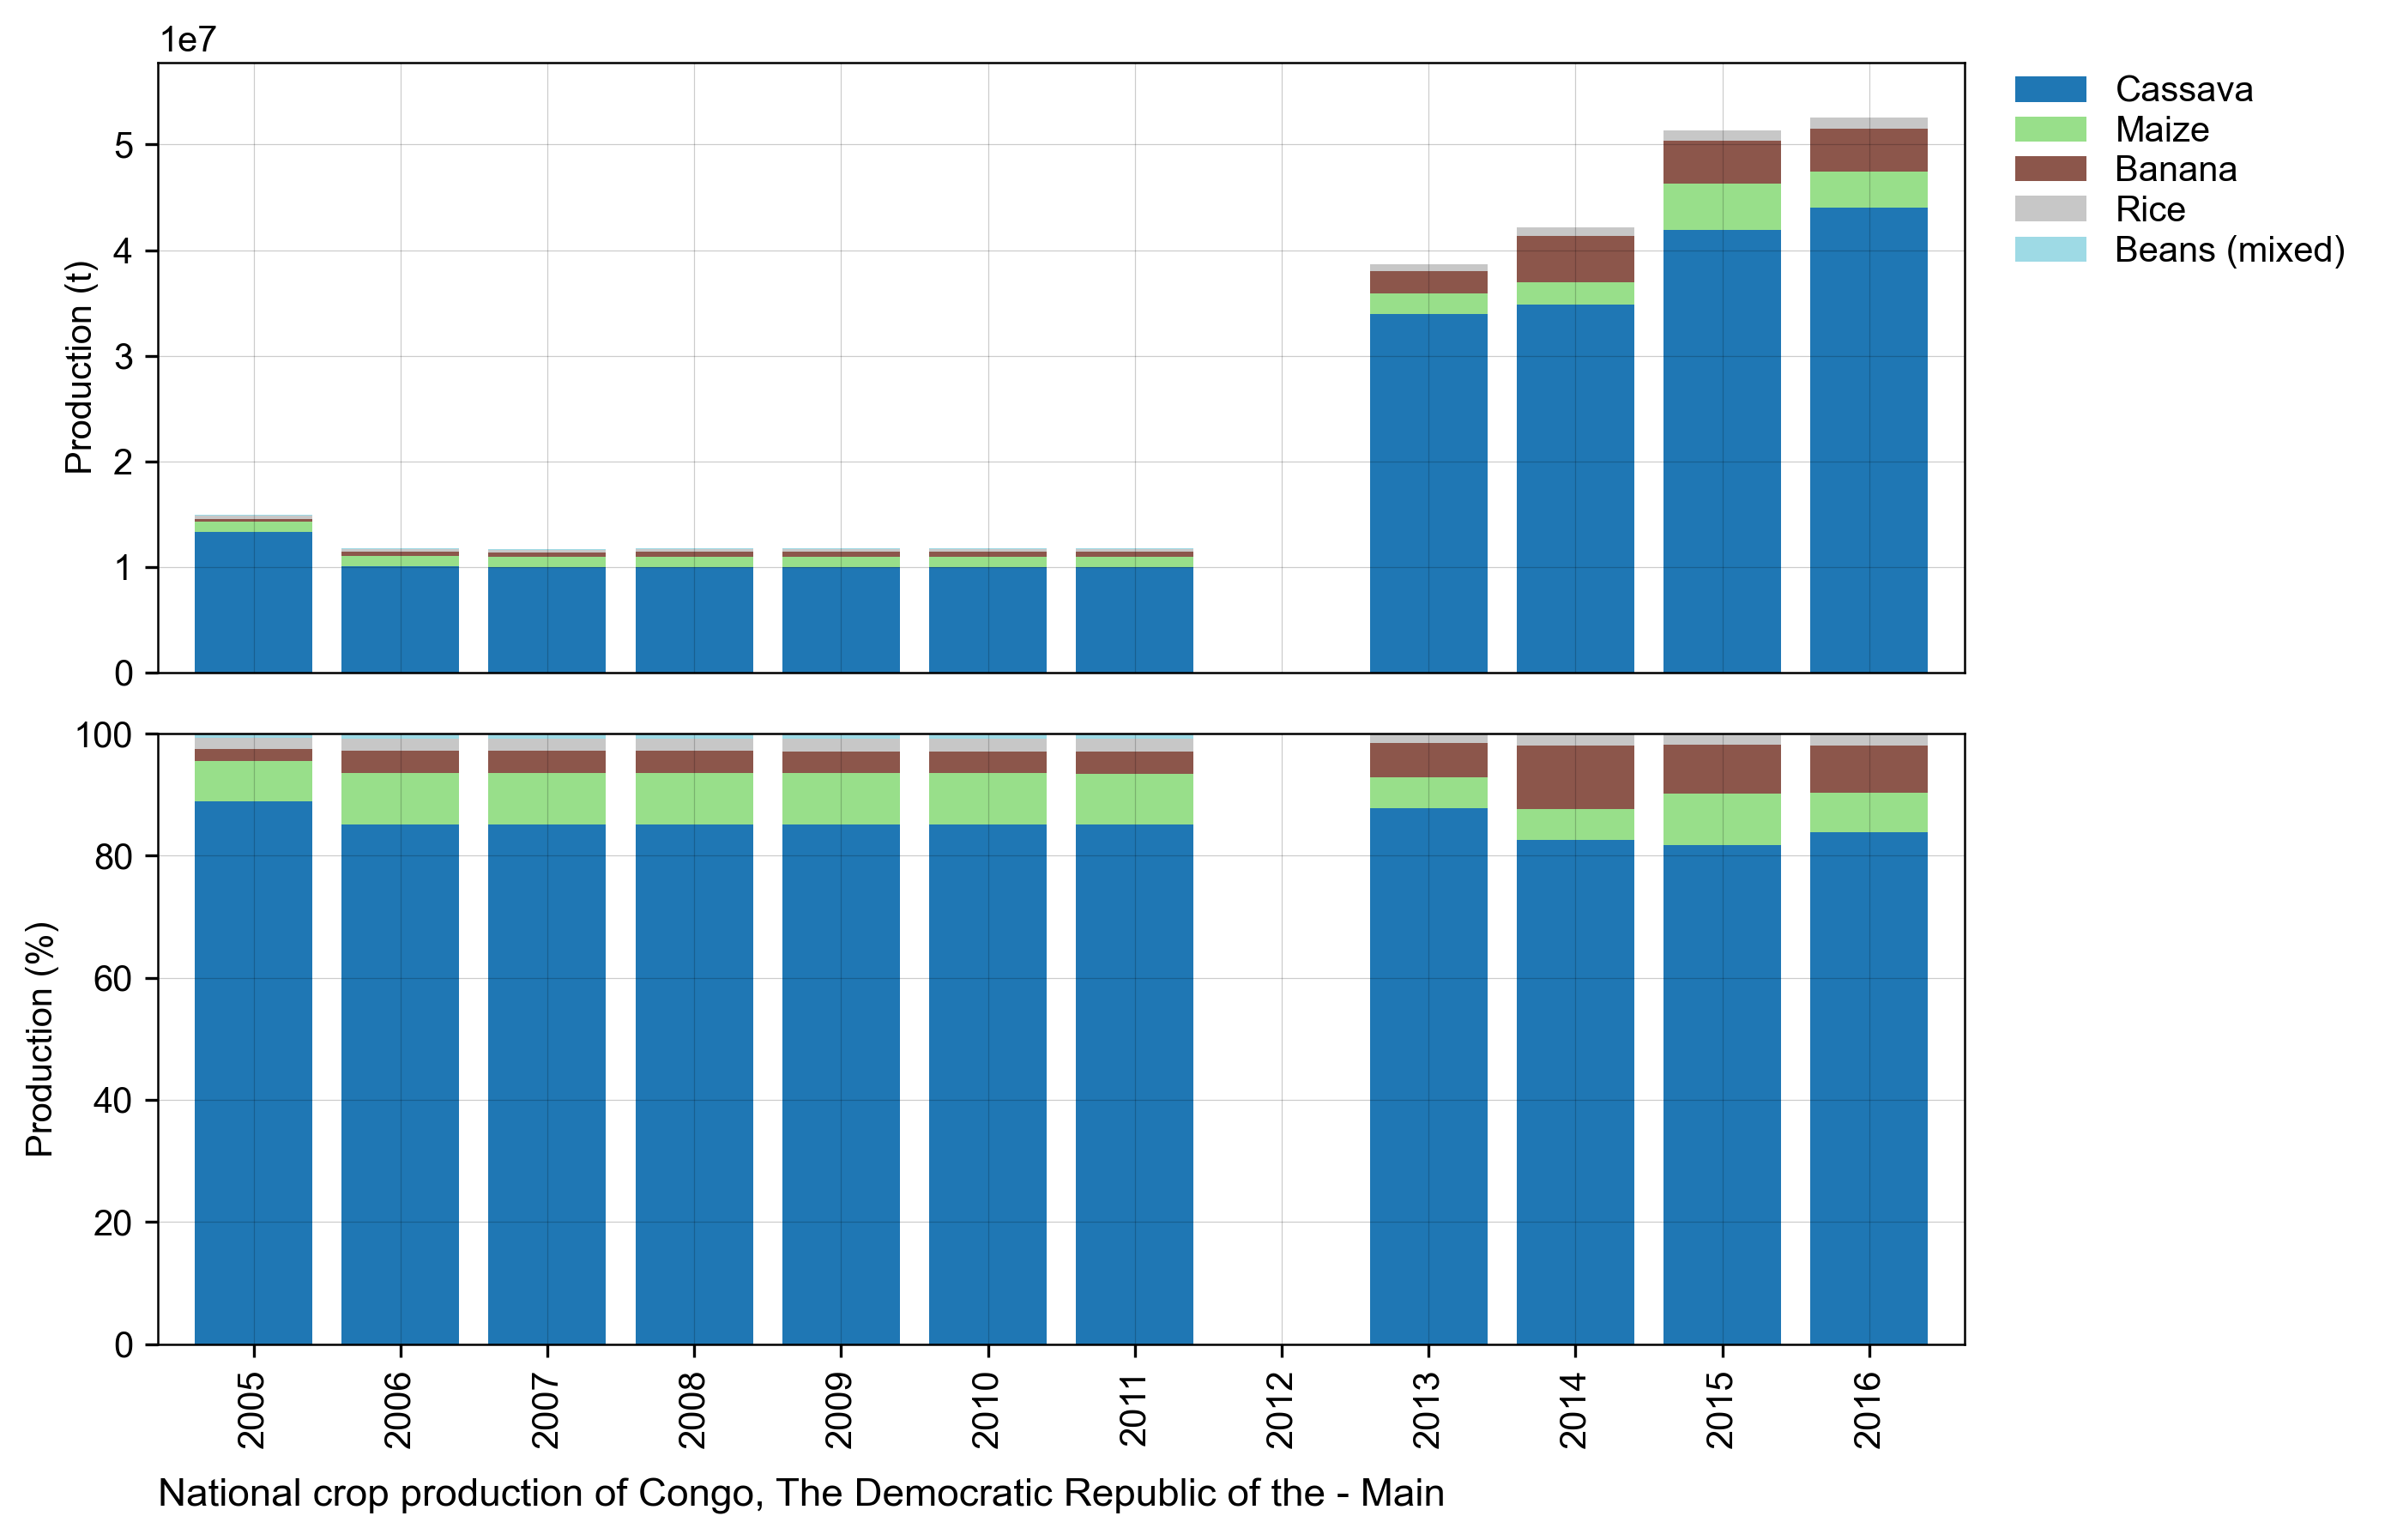 1e7
5
4
3
2
1
0
Production (t)
Cassava
Maize
Banana
Rice
Beans (mixed)
100
80
60
40
20
0
Production (%)
2005
2006
2007
2008
2009
2010
2011
2012
2013
2014
2015
2016
National crop production of Congo, The Democratic Republic of the - Main